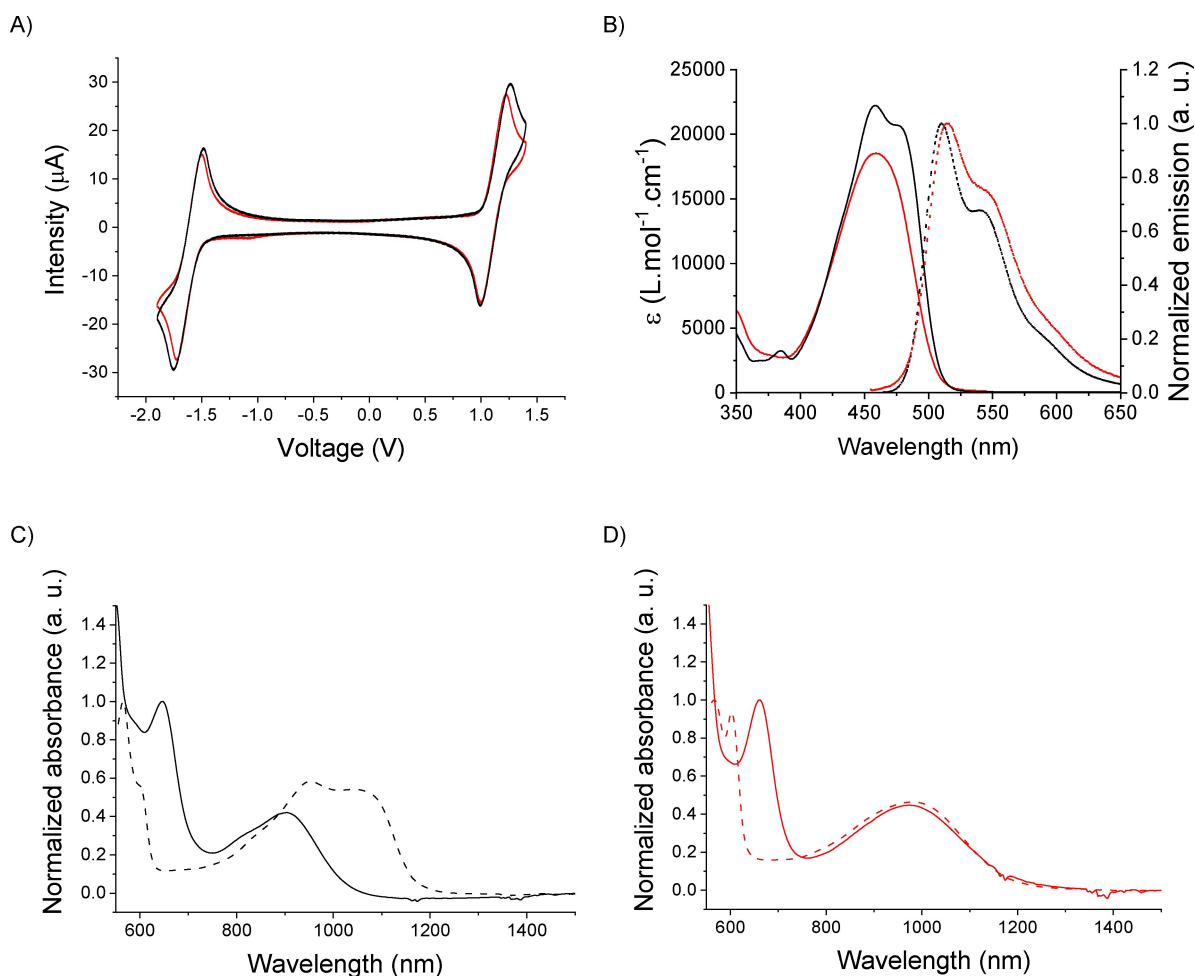 A)
Intensity (μA)
30
20
10
0
-10
-20
-30
-2.0 -1.5 -1.0 -0.5 0.0 0.5 1.0 1.5
Voltage (V)
B)
ε (L.mol⁻¹.cm⁻¹)
25000
20000
15000
10000
5000
0
350 400 450 500 550 600 650
Wavelength (nm)
1.2
1.0
0.8
0.6
0.4
0.2
0.0
Normalized emission (a. u.)
C)
Normalized absorbance (a. u.)
1.4
1.2
1.0
0.8
0.6
0.4
0.2
0.0
600 800 1000 1200 1400
Wavelength (nm)
D)
Normalized absorbance (a. u.)
1.4
1.2
1.0
0.8
0.6
0.4
0.2
0.0
600 800 1000 1200 1400
Wavelength (nm)